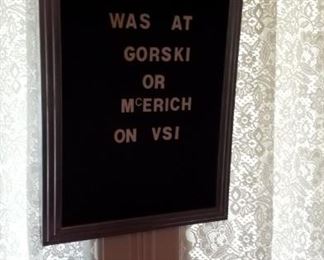 WAS AT
GORSKI
OR
McERICH
ON VSI